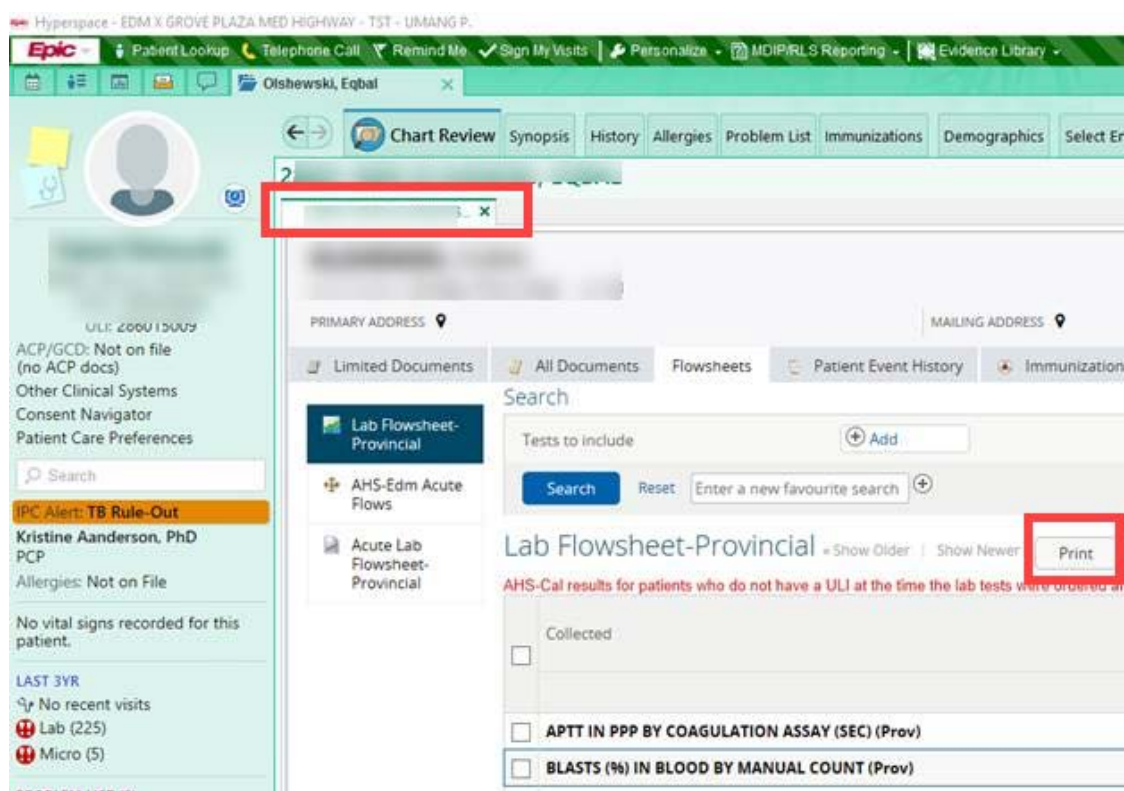 Hyperspace - EDM X GROVE PLAZA MED HIGHWAY - TST - UMANG P.
Epic Patient Lookup Telephone Call Remind Me Sign My Visits Personalize MDIP/RLS Reporting Evidence Library
Olshewski, Eqbal ×
Chart Review Synopsis History Allergies Problem List Immunizations Demographics Select En
PRIMARY ADDRESS MAILING ADDRESS
ULI: 286015009
ACP/GCD: Not on file
(no ACP docs)
Other Clinical Systems
Consent Navigator
Patient Care Preferences
Search
IPC Alert: TB Rule-Out
Kristine Aanderson, PhD
PCP
Allergies: Not on File
No vital signs recorded for this
patient.
LAST 3YR
No recent visits
Lab (225)
Micro (5)
Limited Documents All Documents Flowsheets Patient Event History Immunization
Lab Flowsheet-
Provincial
AHS-Edm Acute
Flows
Acute Lab
Flowsheet-
Provincial
Search
Tests to include Add
Search Reset Enter a new favourite search
Lab Flowsheet-Provincial « Show Older | Show Newer Print
AHS-Cal results for patients who do not have a ULI at the time the lab tests were ordered
Collected
APTT IN PPP BY COAGULATION ASSAY (SEC) (Prov)
BLASTS (%) IN BLOOD BY MANUAL COUNT (Prov)